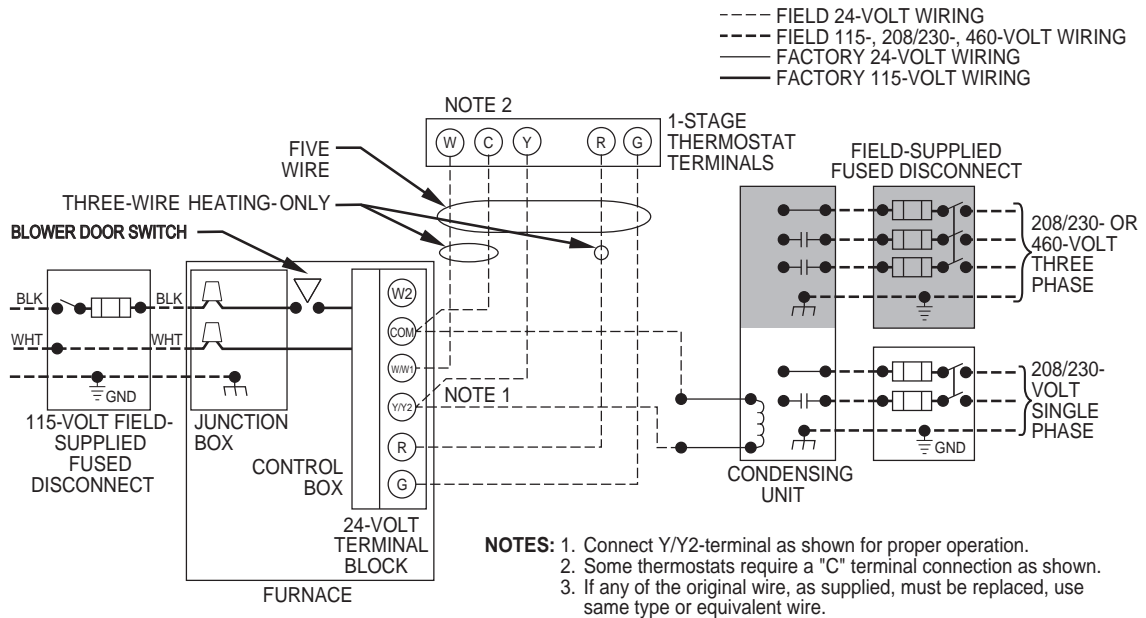 FIELD 24-VOLT WIRING
FIELD 115-, 208/230-, 460-VOLT WIRING
FACTORY 24-VOLT WIRING
FACTORY 115-VOLT WIRING
NOTE 2
W C Y R G
1-STAGE
THERMOSTAT
TERMINALS
FIVE
WIRE
THREE-WIRE HEATING-ONLY
BLOWER DOOR SWITCH
BLK
BLK
WHT
WHT
GND
115-VOLT FIELD-
SUPPLIED
FUSED
DISCONNECT
JUNCTION
BOX
CONTROL
BOX
W2
COM
W/W1
Y/Y2
R
G
NOTE 1
24-VOLT
TERMINAL
BLOCK
FURNACE
FIELD-SUPPLIED
FUSED DISCONNECT
208/230- OR
460-VOLT
THREE
PHASE
208/230-
VOLT
SINGLE
PHASE
GND
CONDENSING
UNIT
NOTES: 1. Connect Y/Y2-terminal as shown for proper operation.
2. Some thermostats require a "C" terminal connection as shown.
3. If any of the original wire, as supplied, must be replaced, use
same type or equivalent wire.